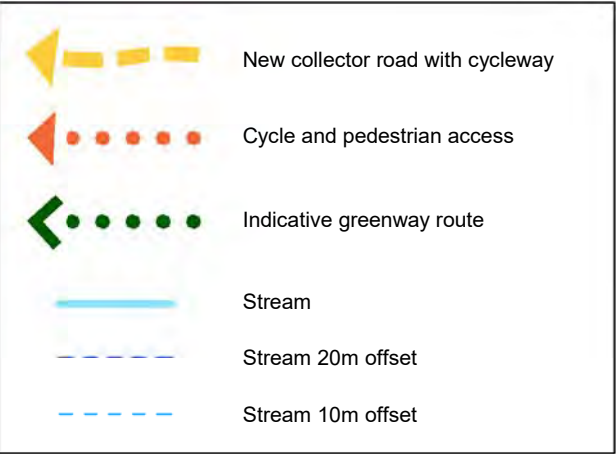 New collector road with cycleway
Cycle and pedestrian access
Indicative greenway route
Stream
Stream 20m offset
Stream 10m offset